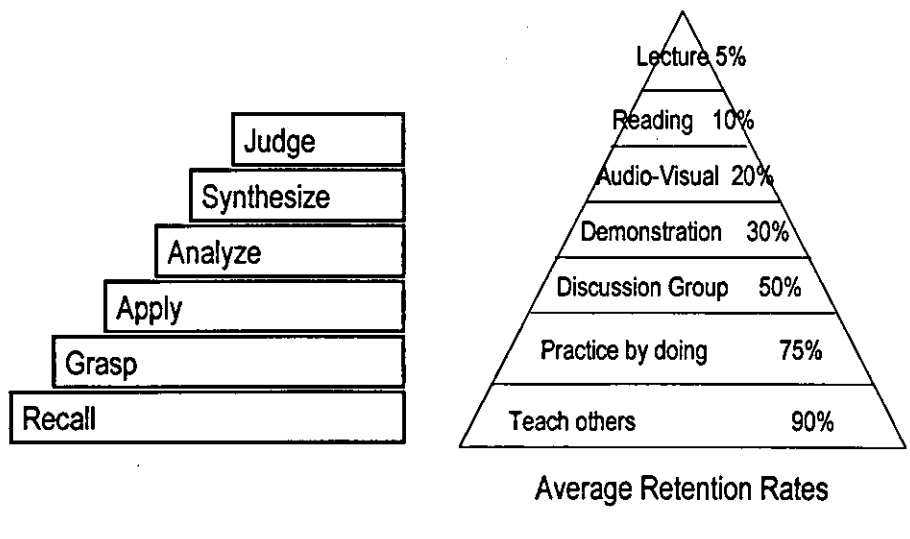 Judge
Synthesize
Analyze
Apply
Grasp
Recall
Lecture 5%
Reading 10%
Audio-Visual 20%
Demonstration 30%
Discussion Group 50%
Practice by doing 75%
Teach others 90%
Average Retention Rates